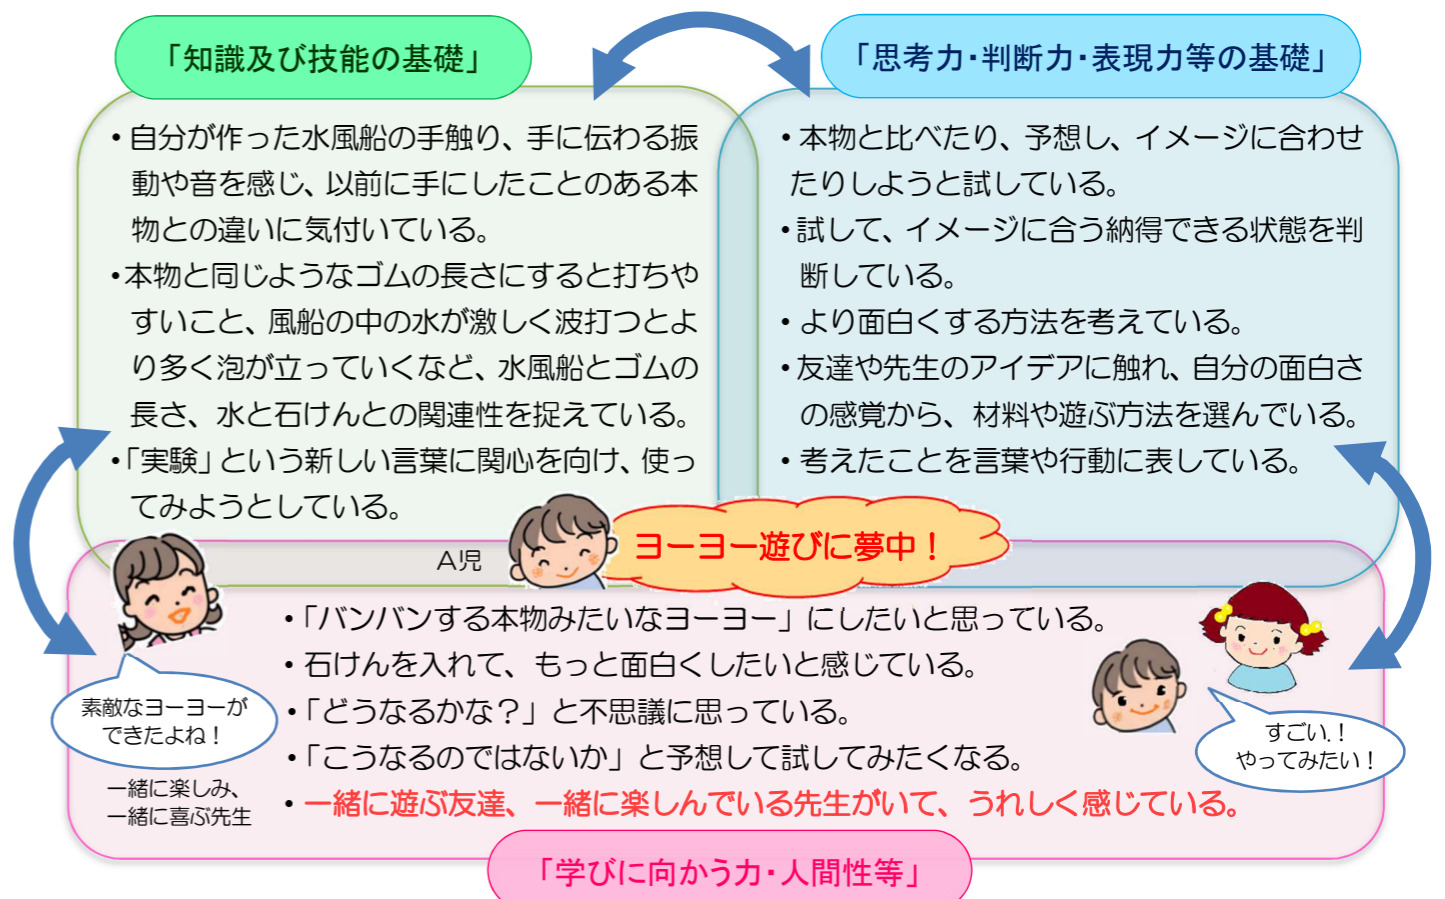 「知識及び技能の基礎」
・自分が作った水風船の手触り、手に伝わる振
動や音を感じ、以前に手にしたことのある本
物との違いに気付いている。
・本物と同じようなゴムの長さにすると打ちや
すいこと、風船の中の水が激しく波打つとよ
り多く泡が立っていくなど、水風船とゴムの
長さ、水と石けんとの関連性を捉えている。
・「実験」という新しい言葉に関心を向け、使っ
てみようとしている。
「思考力・判断力・表現力等の基礎」
・本物と比べたり、予想し、イメージに合わせ
たりしようと試している。
・試して、イメージに合う納得できる状態を判
断している。
・より面白くする方法を考えている。
・友達や先生のアイデアに触れ、自分の面白さ
の感覚から、材料や遊ぶ方法を選んでいる。
・考えたことを言葉や行動に表している。
A児
ヨーヨー遊びに夢中！
・「バンバンする本物みたいなヨーヨー」にしたいと思っている。
・石けんを入れて、もっと面白くしたいと感じている。
・「どうなるかな？」と不思議に思っている。
・「こうなるのではないか」と予想して試してみたくなる。
・一緒に遊ぶ友達、一緒に楽しんでいる先生がいて、うれしく感じている。
素敵なヨーヨーが
できたよね！
一緒に楽しみ、
一緒に喜ぶ先生
すごい.！
やってみたい！
「学びに向かう力・人間性等」